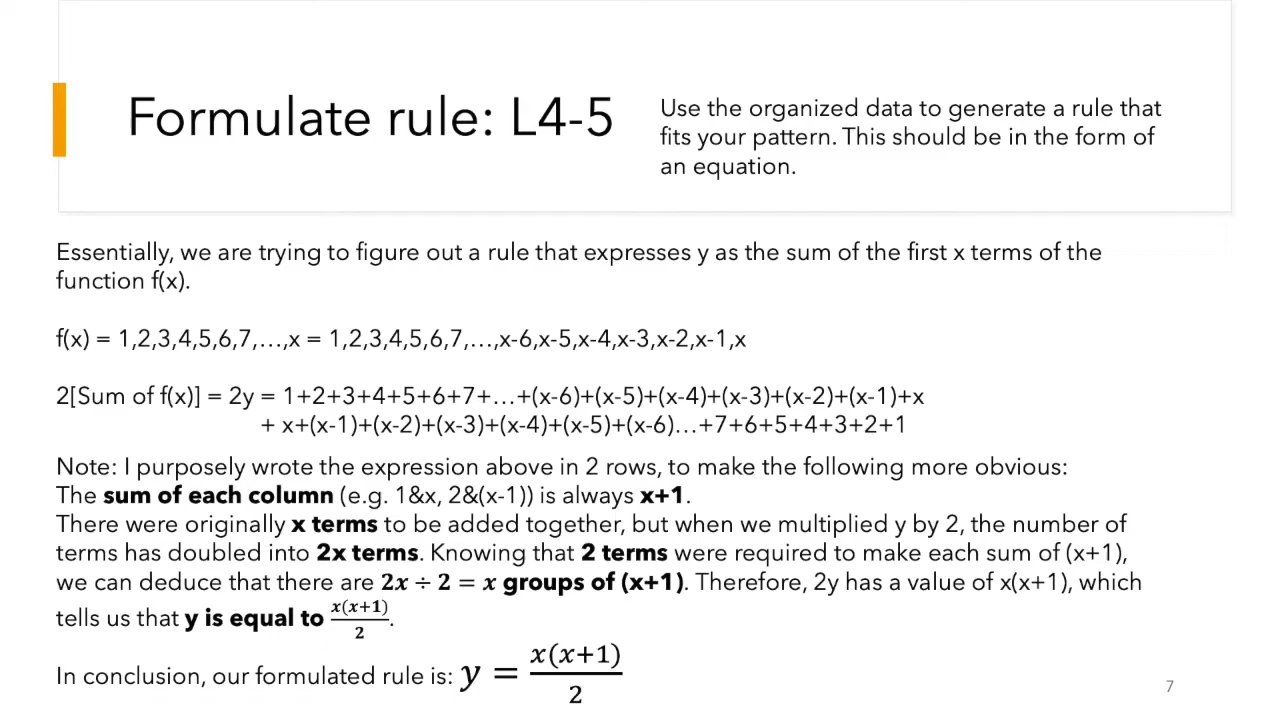 Formulate rule: L4-5
Use the organized data to generate a rule that
fits your pattern. This should be in the form of
an equation.
Essentially, we are trying to figure out a rule that expresses y as the sum of the first x terms of the
function f(x).
f(x) = 1,2,3,4,5,6,7,…,x = 1,2,3,4,5,6,7,…,x-6,x-5,x-4,x-3,x-2,x-1,x
2[Sum of f(x)] = 2y = 1+2+3+4+5+6+7+…+(x-6)+(x-5)+(x-4)+(x-3)+(x-2)+(x-1)+x
+ x+(x-1)+(x-2)+(x-3)+(x-4)+(x-5)+(x-6)…+7+6+5+4+3+2+1
Note: I purposely wrote the expression above in 2 rows, to make the following more obvious:
The sum of each column (e.g. 1&x, 2&(x-1)) is always x+1.
There were originally x terms to be added together, but when we multiplied y by 2, the number of
terms has doubled into 2x terms. Knowing that 2 terms were required to make each sum of (x+1),
we can deduce that there are 2x ÷ 2 = x groups of (x+1). Therefore, 2y has a value of x(x+1), which
tells us that y is equal to x(x+1)/2.
In conclusion, our formulated rule is: y = x(x+1)/2
7